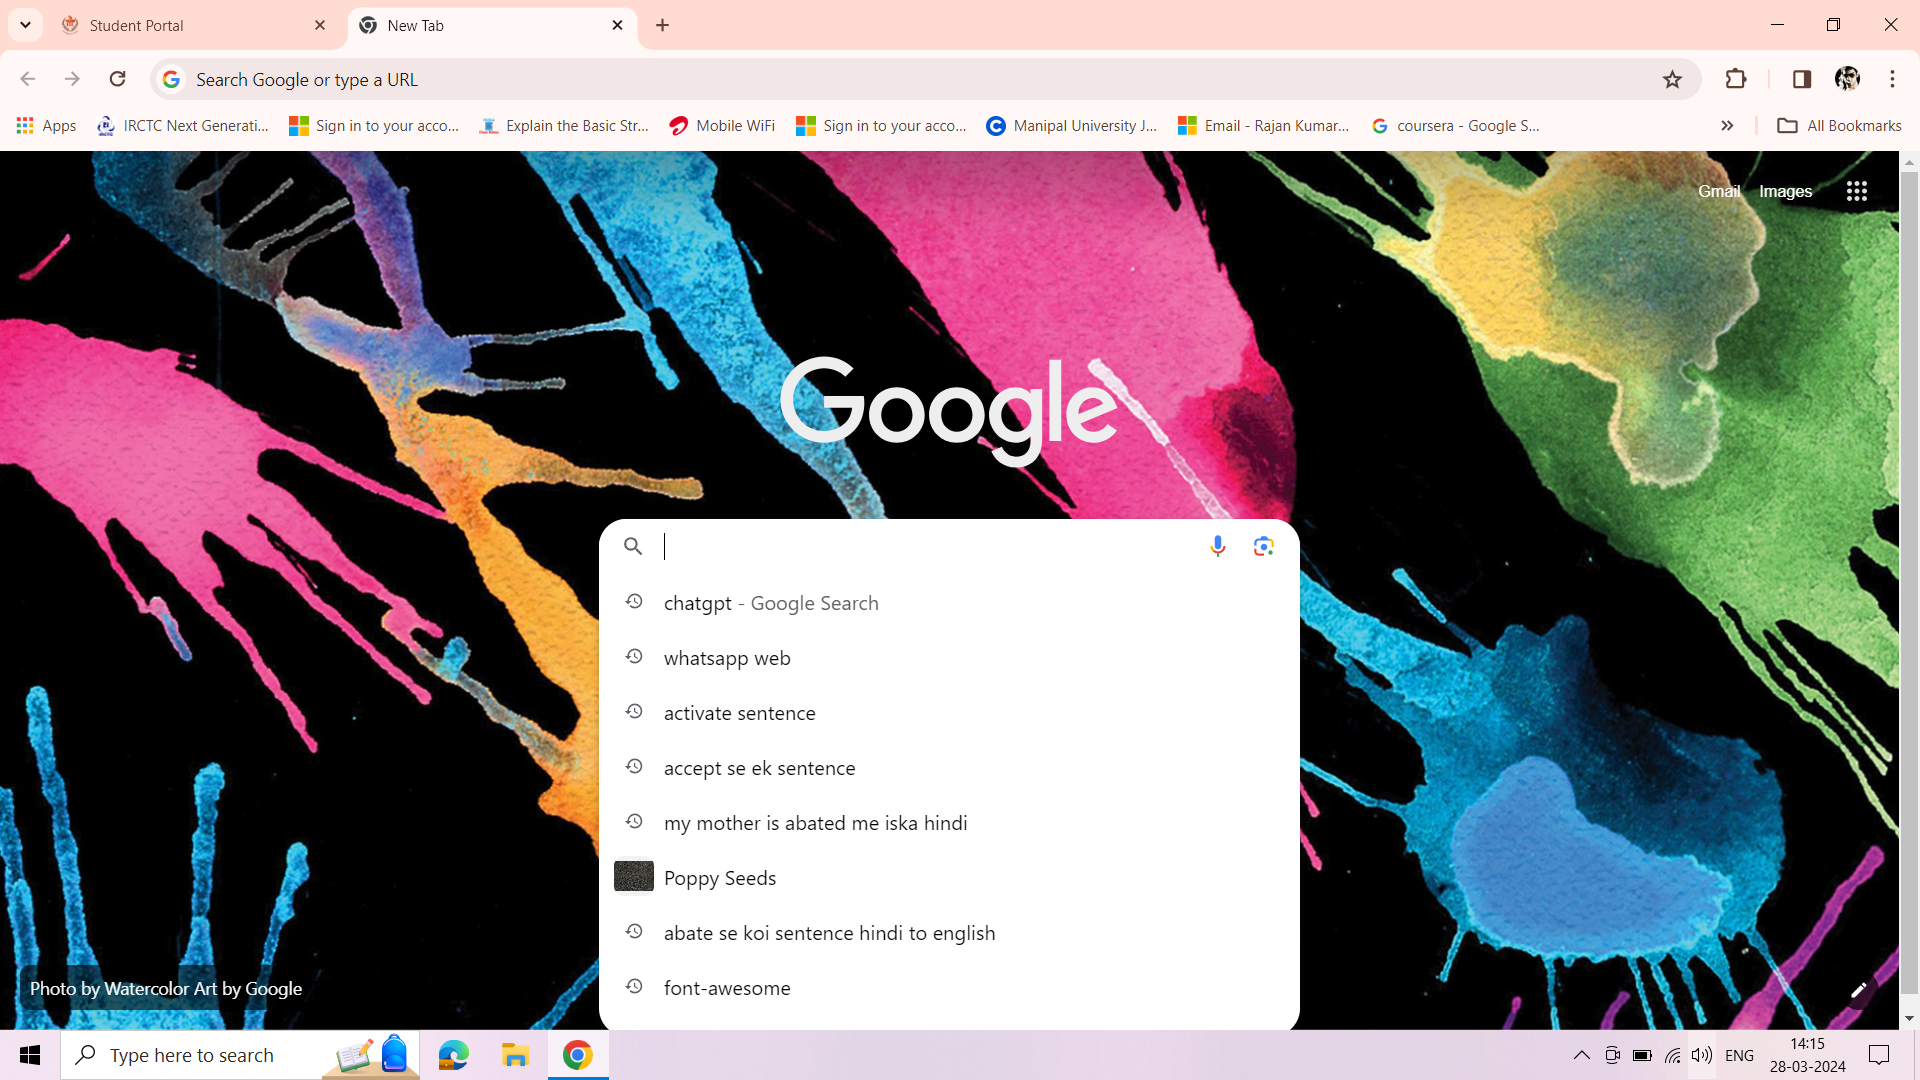 Student Portal
New Tab
Search Google or type a URL
Apps
IRCTC Next Generati...
Sign in to your acco...
Explain the Basic Str...
Mobile WiFi
Sign in to your acco...
Manipal University J...
Email - Rajan Kumar...
coursera - Google S...
All Bookmarks
Gmail
Images
Google
chatgpt - Google Search
whatsapp web
activate sentence
accept se ek sentence
my mother is abated me iska hindi
Poppy Seeds
abate se koi sentence hindi to english
font-awesome
Photo by Watercolor Art by Google
Type here to search
ENG
14:15
28-03-2024